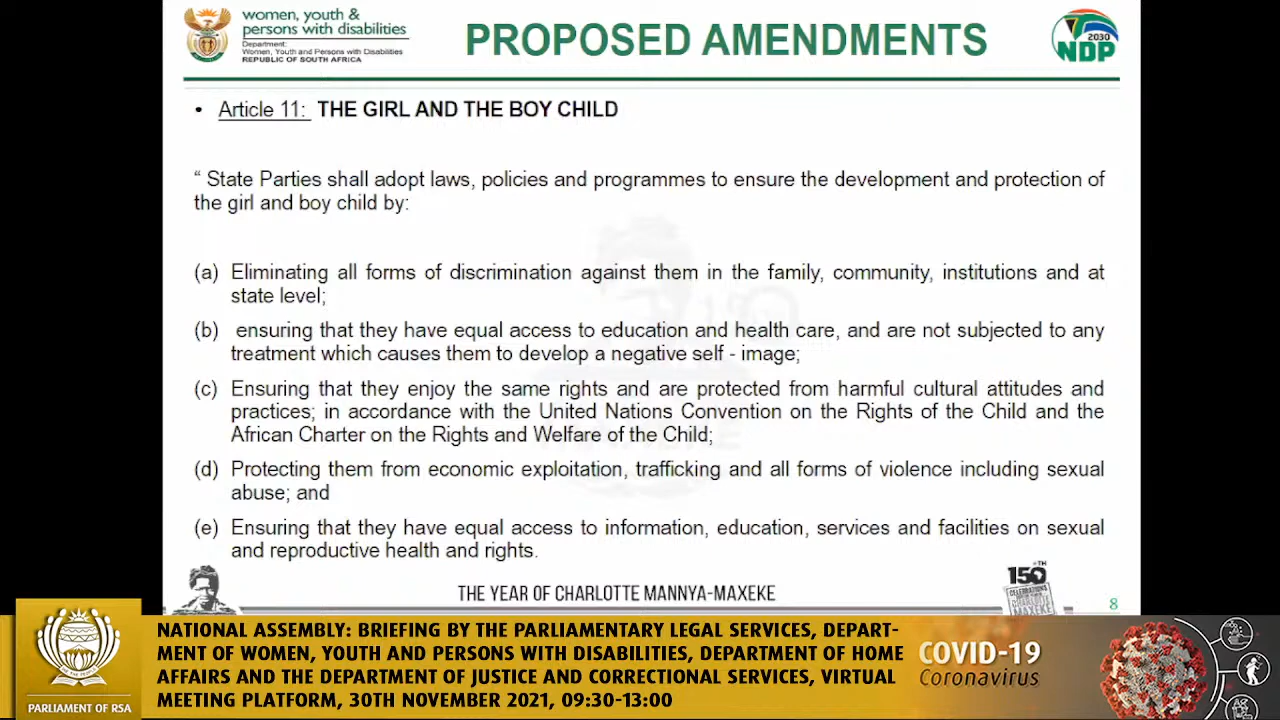 women, youth &
persons with disabilities
Department:
Women, Youth and Persons with Disabilities
REPUBLIC OF SOUTH AFRICA
PROPOSED AMENDMENTS
2030
NDP
• Article 11: THE GIRL AND THE BOY CHILD
“ State Parties shall adopt laws, policies and programmes to ensure the development and protection of
the girl and boy child by:
(a) Eliminating all forms of discrimination against them in the family, community, institutions and at
state level;
(b) ensuring that they have equal access to education and health care, and are not subjected to any
treatment which causes them to develop a negative self - image;
(c) Ensuring that they enjoy the same rights and are protected from harmful cultural attitudes and
practices; in accordance with the United Nations Convention on the Rights of the Child and the
African Charter on the Rights and Welfare of the Child;
(d) Protecting them from economic exploitation, trafficking and all forms of violence including sexual
abuse; and
(e) Ensuring that they have equal access to information, education, services and facilities on sexual
and reproductive health and rights.
THE YEAR OF CHARLOTTE MANNYA-MAXEKE
150TH
CELEBRATIONS
MAXEKE
8
PARLIAMENT OF RSA
NATIONAL ASSEMBLY: BRIEFING BY THE PARLIAMENTARY LEGAL SERVICES, DEPART-
MENT OF WOMEN, YOUTH AND PERSONS WITH DISABILITIES, DEPARTMENT OF HOME
AFFAIRS AND THE DEPARTMENT OF JUSTICE AND CORRECTIONAL SERVICES, VIRTUAL
MEETING PLATFORM, 30TH NOVEMBER 2021, 09:30-13:00
COVID-19
Coronavirus